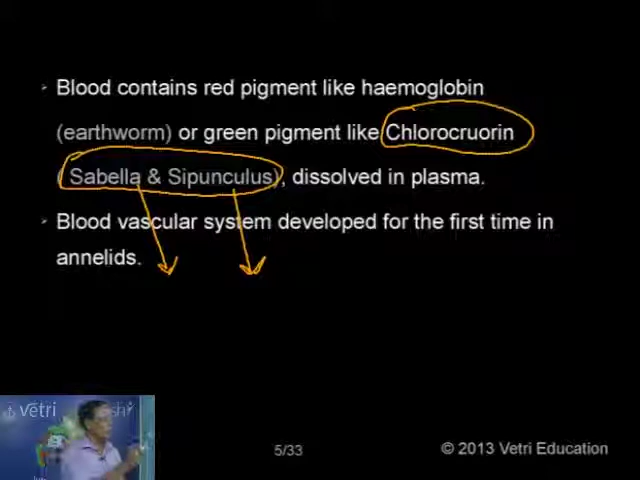 Blood contains red pigment like haemoglobin
(earthworm) or green pigment like Chlorocruorin
( Sabella & Sipunculus), dissolved in plasma.
Blood vascular system developed for the first time in
annelids.
vetri
5/33
© 2013 Vetri Education